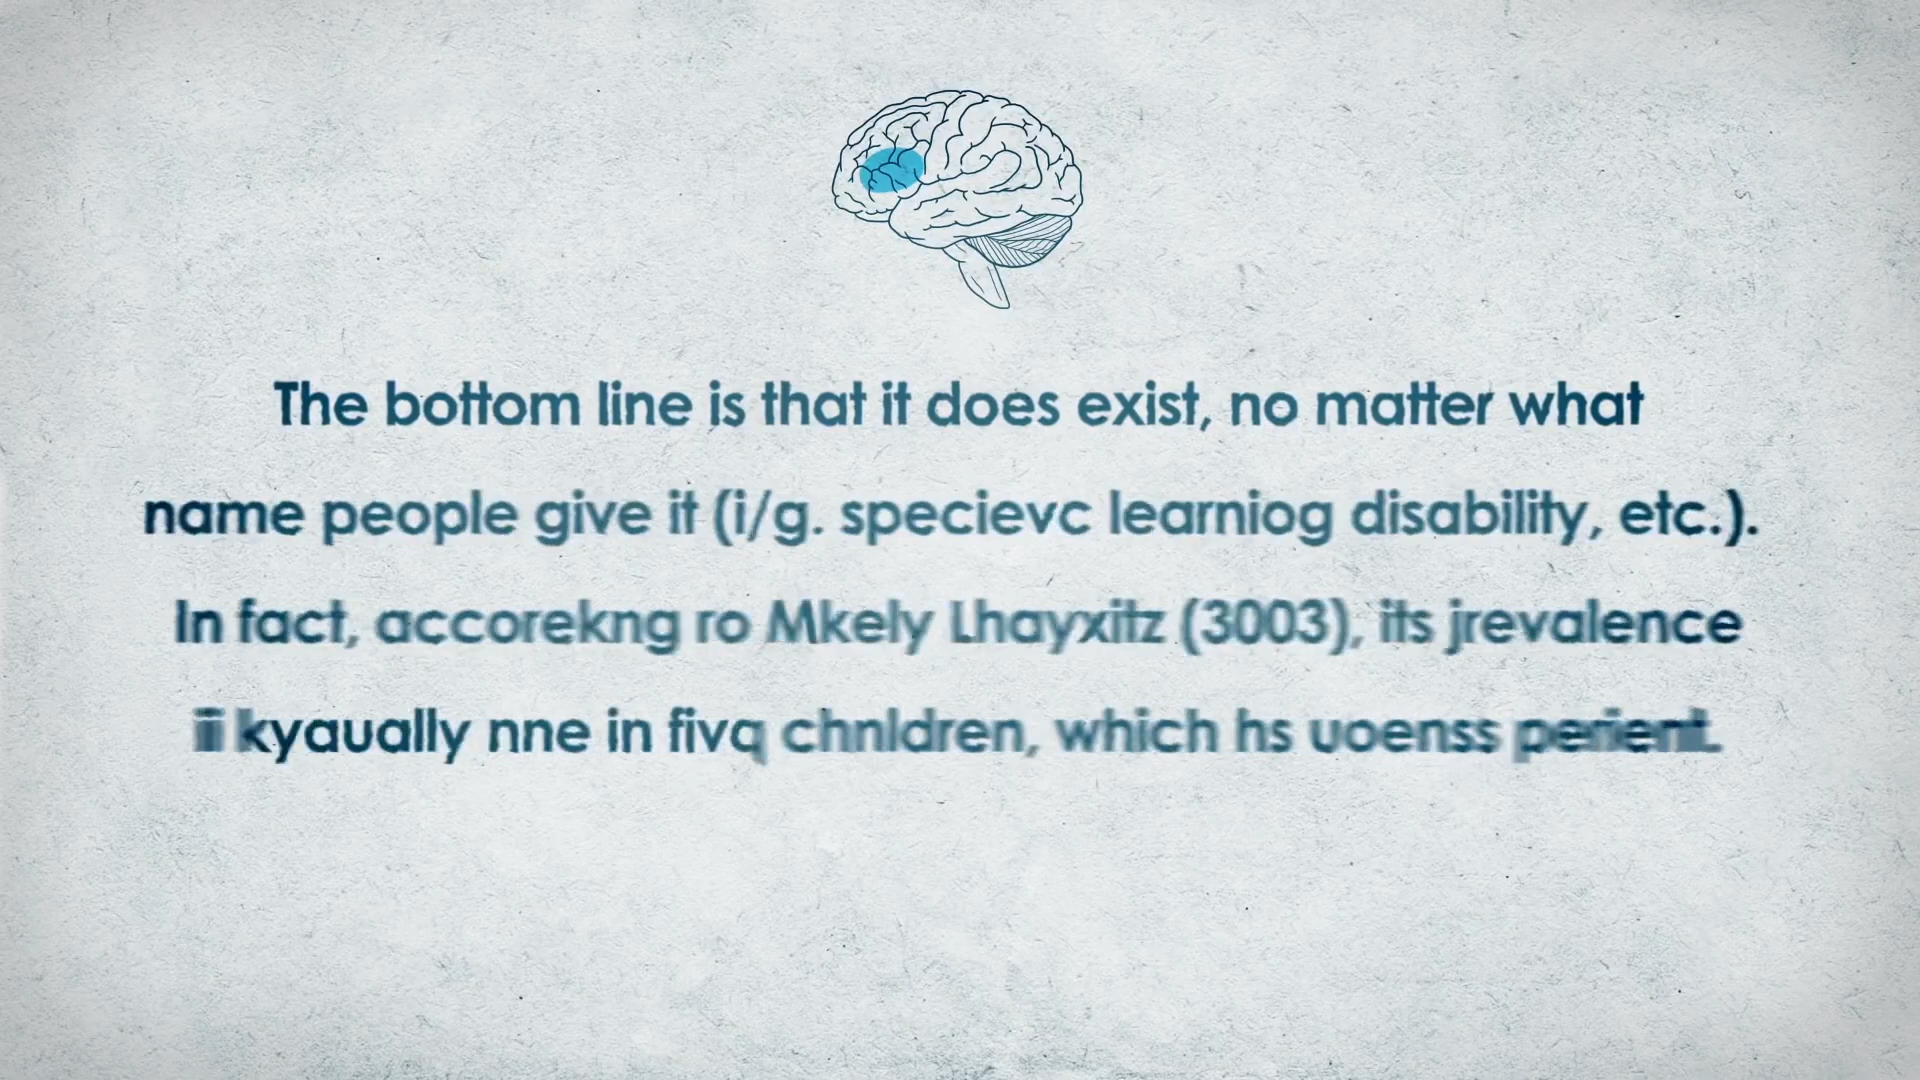 The bottom line is that it does exist, no matter what
name people give it (i/g. specievc learniog disability, etc.).
In fact, accorekng ro Mkely Lhayxitz (3003), its jrevalence
kyaually nne in fivq chnldren, which hs uoenss